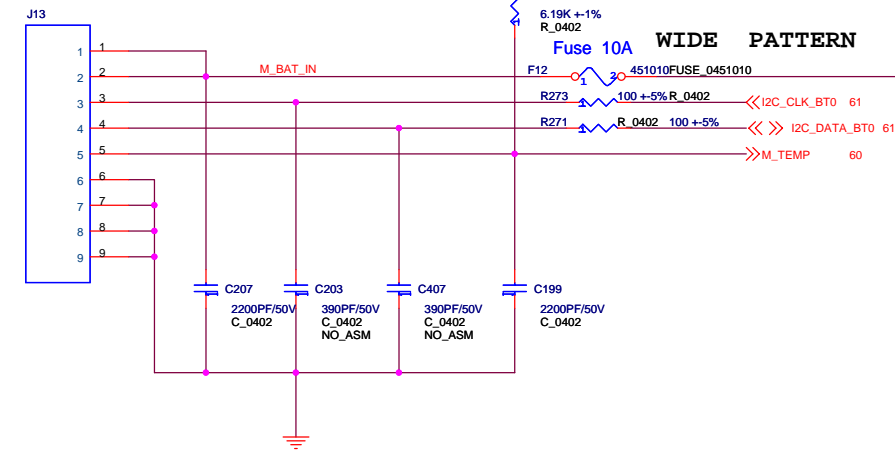 J13
6.19K +-1%
R_0402
Fuse 10A
WIDE PATTERN
1 1
2 2 M_BAT_IN F12 1 2 451010FUSE_0451010
3 3 R273 1 100 +-5% R_0402 I2C_CLK_BT0 61
4 4 R271 1 R_0402 100 +-5% I2C_DATA_BT0 61
5 5 M_TEMP 60
6 6
7 7
8 8
9 9
C207
2200PF/50V
C_0402
C203
390PF/50V
C_0402
NO_ASM
C407
390PF/50V
C_0402
NO_ASM
C199
2200PF/50V
C_0402